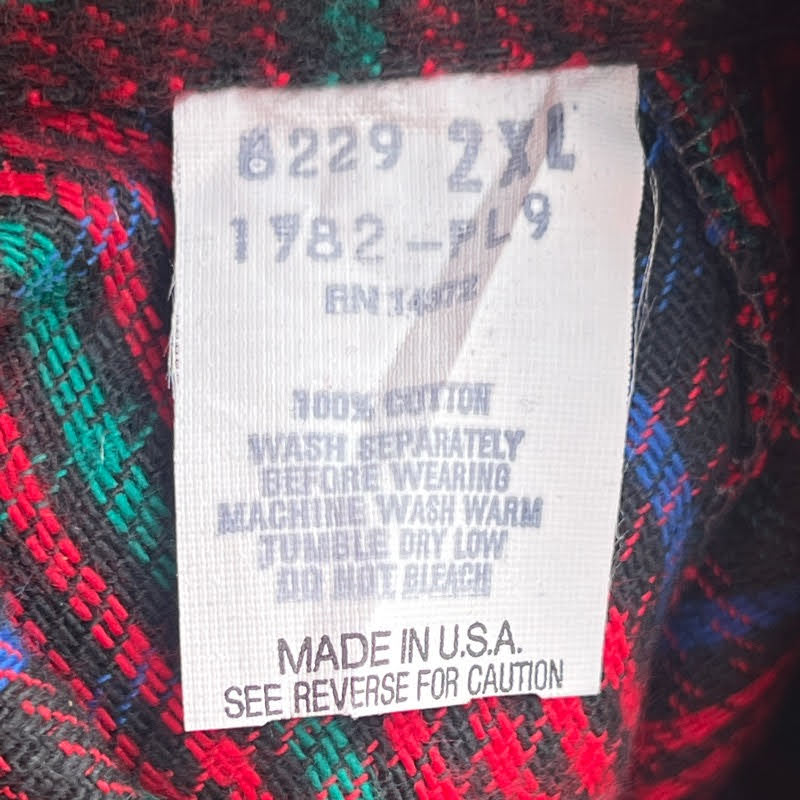 6229 2XL
1782-PL9
RN 14972
100% COTTON
WASH SEPARATELY
BEFORE WEARING
MACHINE WASH WARM
TUMBLE DRY LOW
DO NOT BLEACH
MADE IN U.S.A.
SEE REVERSE FOR CAUTION